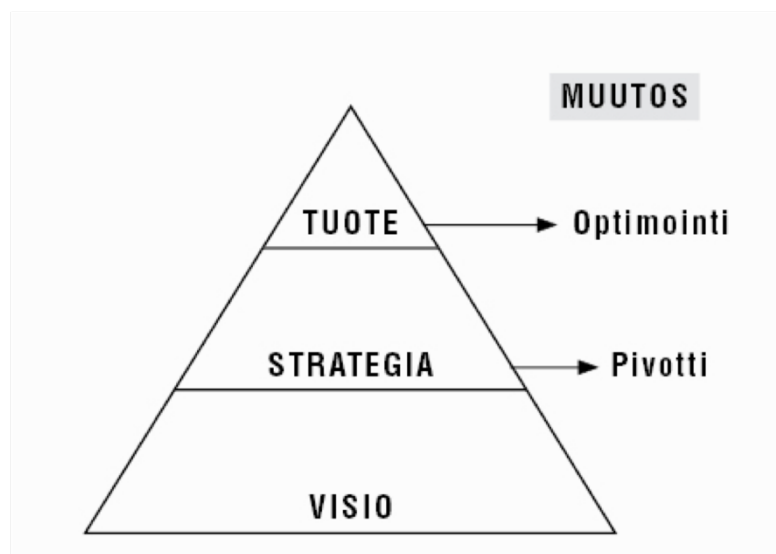 MUUTOS
TUOTE
Optimointi
STRATEGIA
Pivotti
VISIO